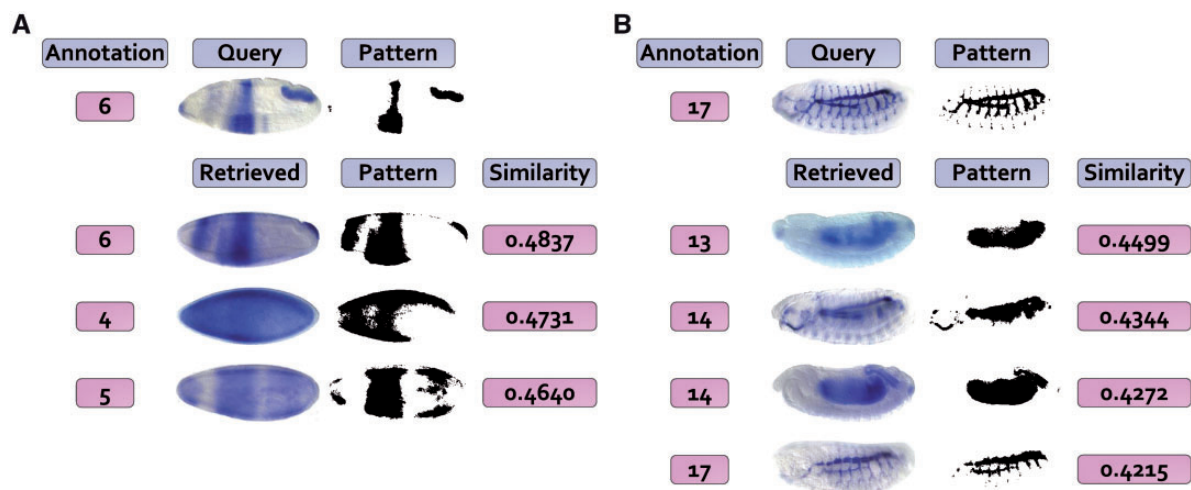 A
Annotation Query Pattern
6
Retrieved Pattern Similarity
6 0.4837
4 0.4731
5 0.4640
B
Annotation Query Pattern
17
Retrieved Pattern Similarity
13 0.4499
14 0.4344
14 0.4272
17 0.4215